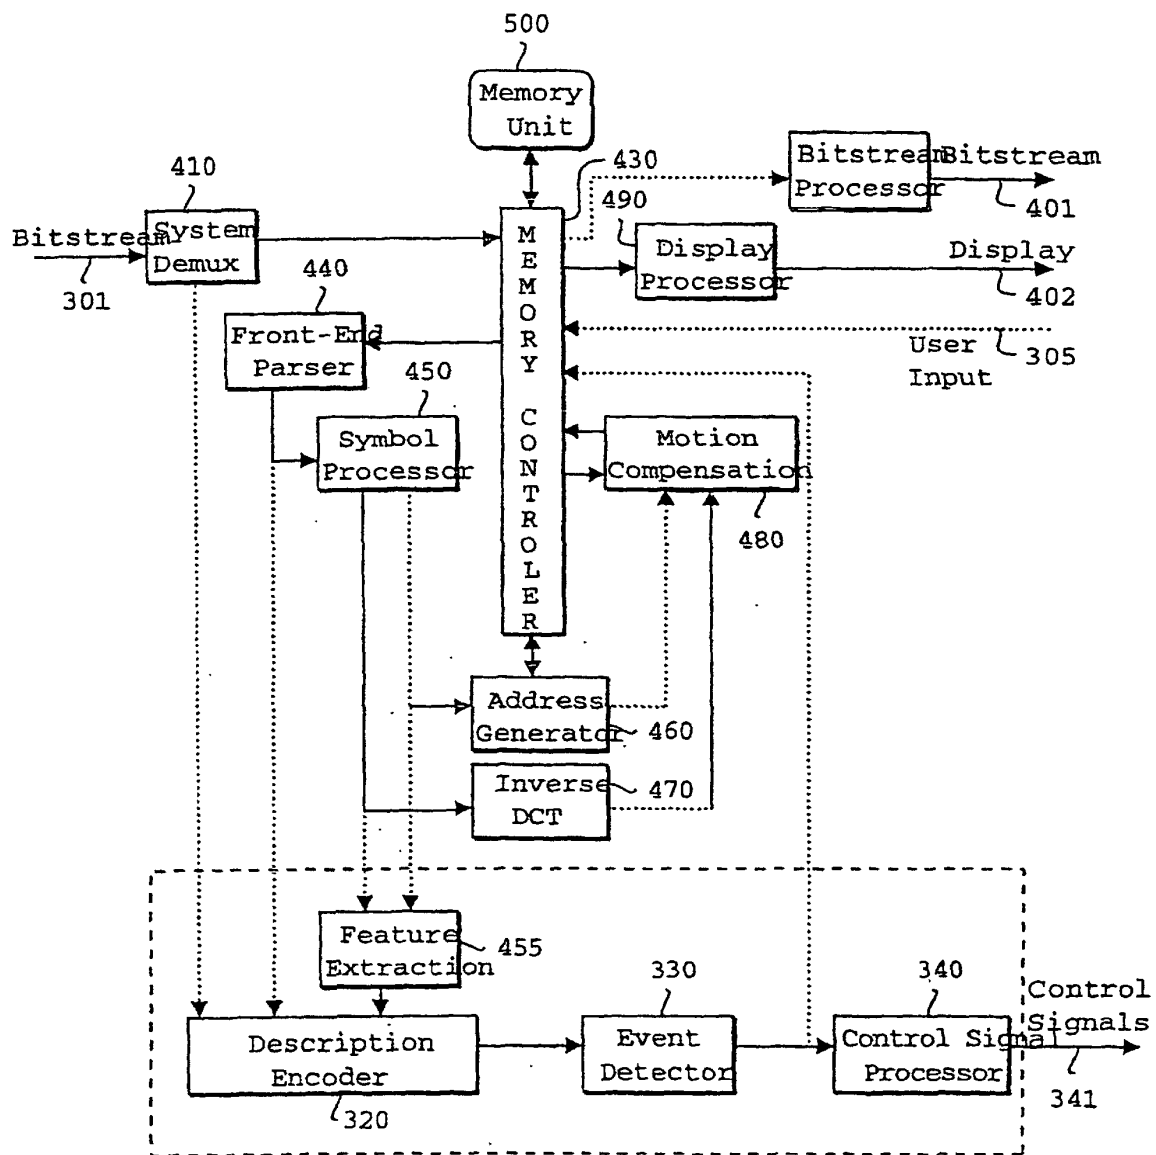 500
Memory
Unit
430
Bitstream
Processor
Bitstream
401
410
System
Demux
Bitstream
301
490
Display
Processor
Display
402
MEMORY CONTROLER
440
Front-End
Parser
User
Input
305
450
Symbol
Processor
Motion
Compensation
480
Address
Generator
460
Inverse
DCT
470
Feature
Extraction
455
330
340
Control
Signals
Description
Encoder
320
Event
Detector
Control Signal
Processor
341